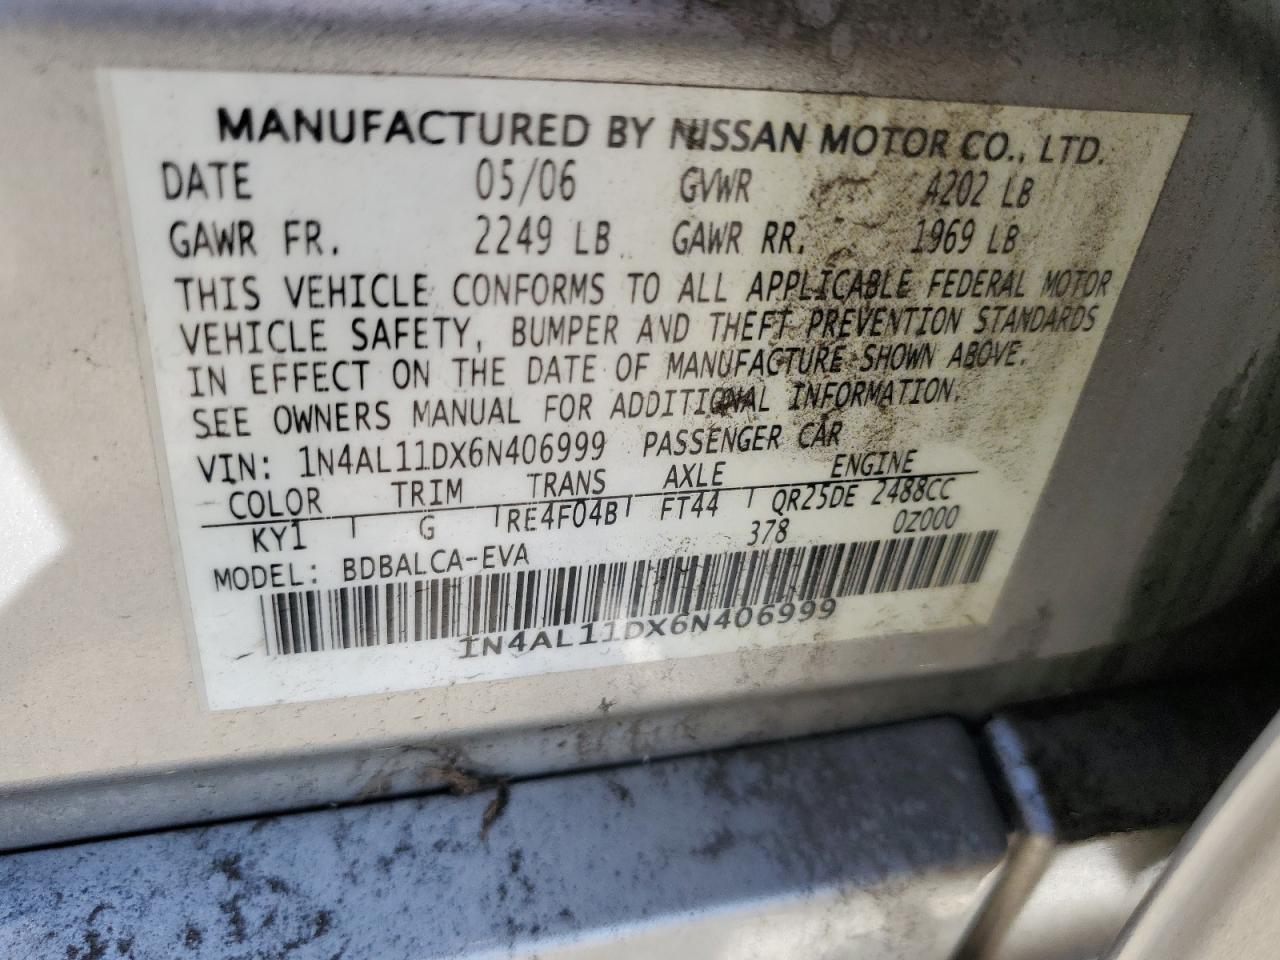 MANUFACTURED BY NISSAN MOTOR CO., LTD.
DATE 05/06 GVWR 4202 LB
GAWR FR. 2249 LB GAWR RR. 1969 LB
THIS VEHICLE CONFORMS TO ALL APPLICABLE FEDERAL MOTOR
VEHICLE SAFETY, BUMPER AND THEFT PREVENTION STANDARDS
IN EFFECT ON THE DATE OF MANUFACTURE SHOWN ABOVE.
SEE OWNERS MANUAL FOR ADDITIONAL INFORMATION.
VIN: 1N4AL11DX6N406999 PASSENGER CAR
COLOR TRIM TRANS AXLE ENGINE
KY1 G RE4F04B FT44 QR25DE 2488CC
378 0Z000
MODEL: BDBALCA-EVA
1N4AL11DX6N406999